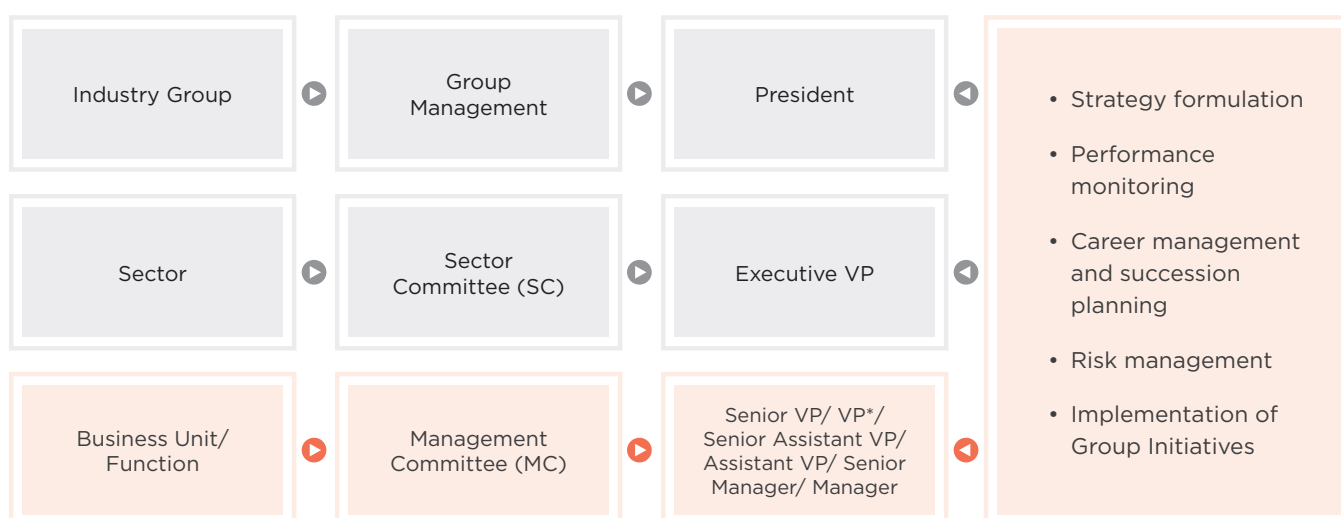 Industry Group
Group
Management
President
Sector
Sector
Committee (SC)
Executive VP
Business Unit/
Function
Management
Committee (MC)
Senior VP/ VP*/
Senior Assistant VP/
Assistant VP/ Senior
Manager/ Manager
• Strategy formulation
• Performance
monitoring
• Career management
and succession
planning
• Risk management
• Implementation of
Group Initiatives